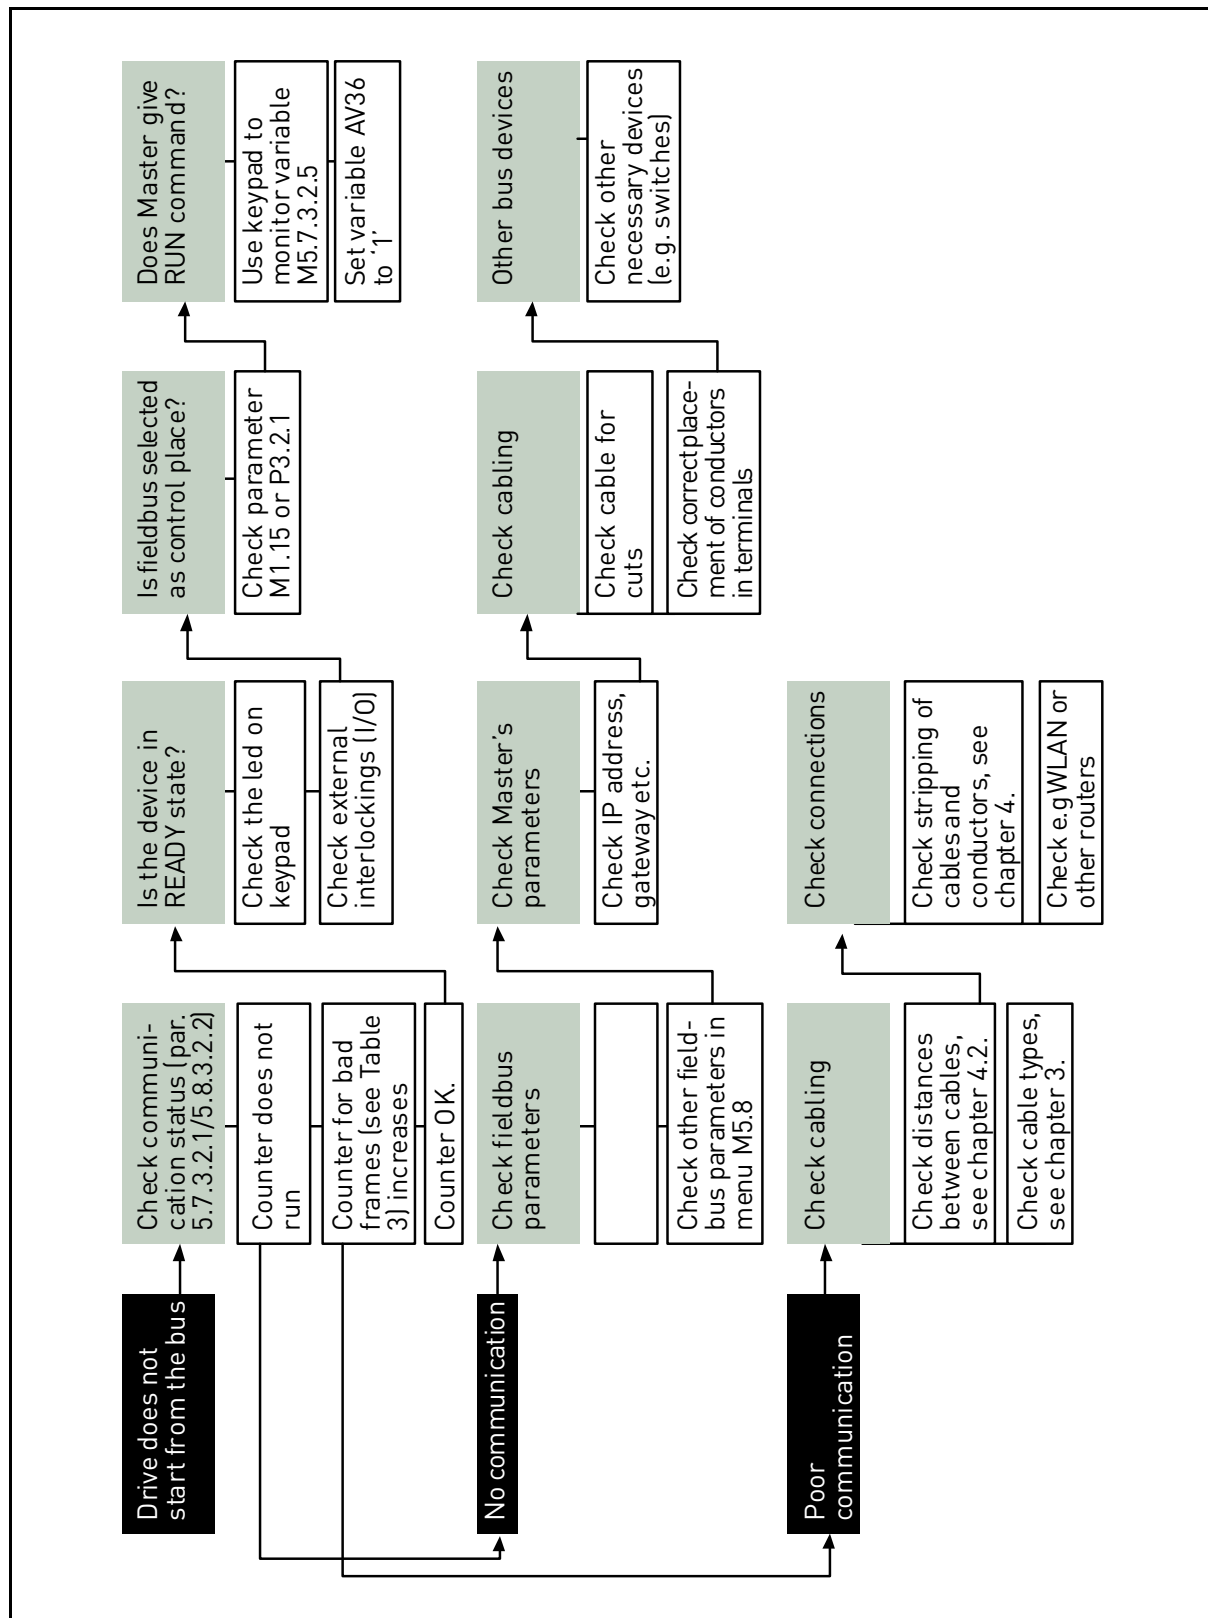 Drive does not
start from the bus
Check communi-
cation status (par.
5.7.3.2.1/5.8.3.2.2)
Counter does not
run
Counter for bad
frames (see Table
3) increases
Counter OK.
Is the device in
READY state?
Check the led on
keypad
Check external
interlockings (I/O)
Is fieldbus selected
as control place?
Check parameter
M1.15 or P3.2.1
Does Master give
RUN command?
Use keypad to
monitor variable
M5.7.3.2.5
Set variable AV36
to ‘1’
No communication
Check fieldbus
parameters
Check other field-
bus parameters in
menu M5.8
Check Master’s
parameters
Check IP address,
gateway etc.
Check cabling
Check cable for
cuts
Check correct place-
ment of conductors
in terminals
Other bus devices
Check other
necessary devices
(e.g. switches)
Poor
communication
Check cabling
Check distances
between cables,
see chapter 4.2.
Check cable types,
see chapter 3.
Check connections
Check stripping of
cables and
conductors, see
chapter 4.
Check e.g WLAN or
other routers